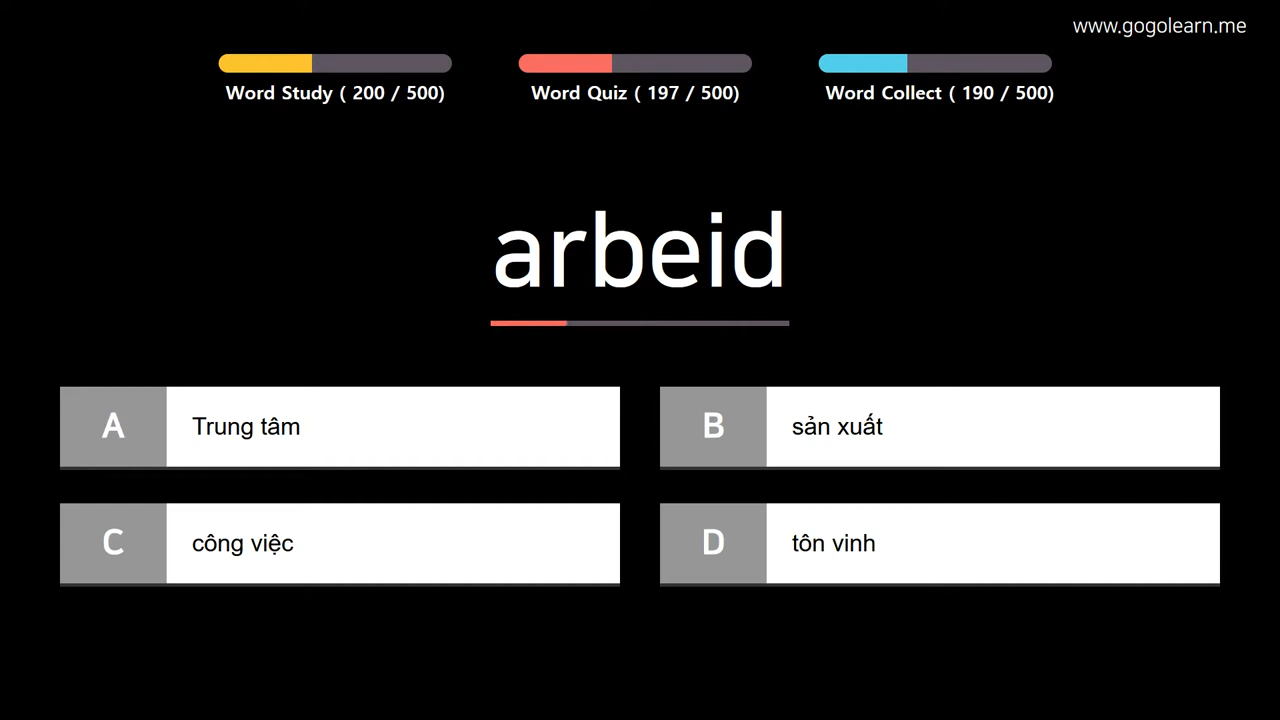 www.gogolearn.me
Word Study ( 200 / 500)
Word Quiz ( 197 / 500)
Word Collect ( 190 / 500)
arbeid
A Trung tâm
B sản xuất
C công việc
D tôn vinh